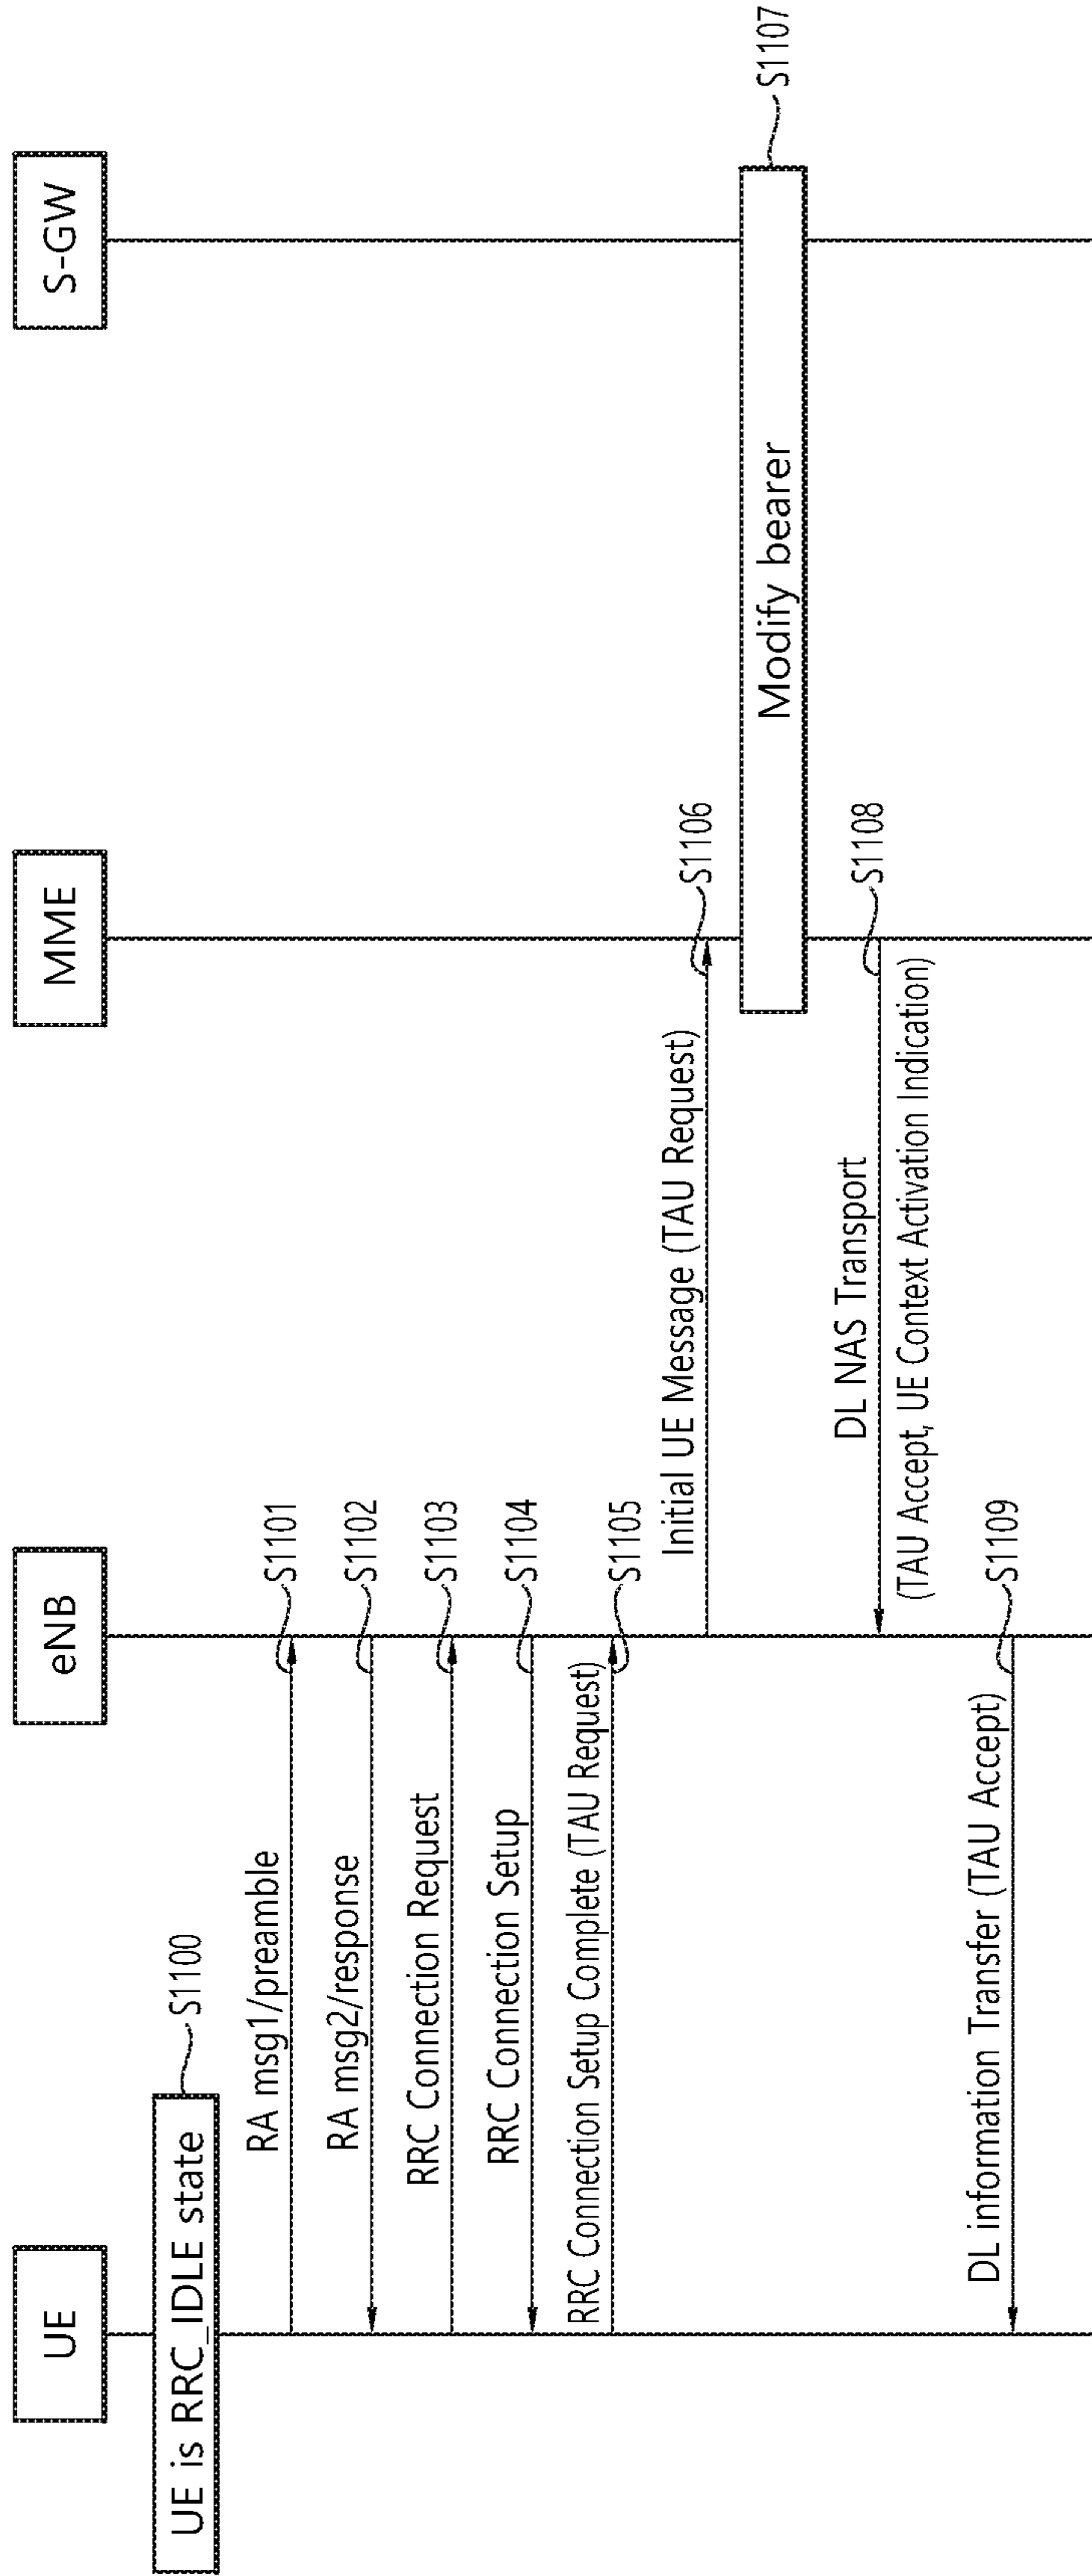 UE
eNB
MME
S-GW
UE is RRC_IDLE state
S1100
RA msg1/preamble
S1101
RA msg2/response
S1102
RRC Connection Request
S1103
RRC Connection Setup
S1104
RRC Connection Setup Complete (TAU Request)
S1105
Initial UE Message (TAU Request)
S1106
Modify bearer
S1107
DL NAS Transport
(TAU Accept, UE Context Activation Indication)
S1108
DL information Transfer (TAU Accept)
S1109